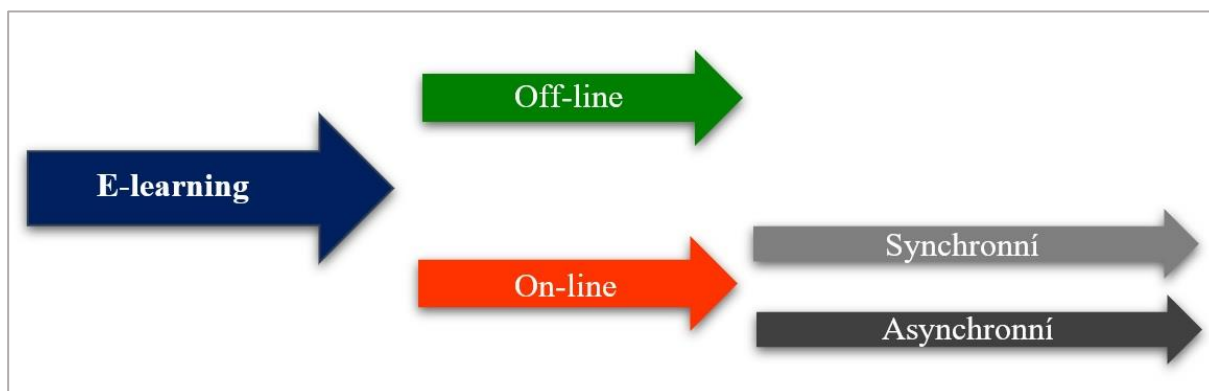 Off-line
E-learning
Synchronní
On-line
Asynchronní